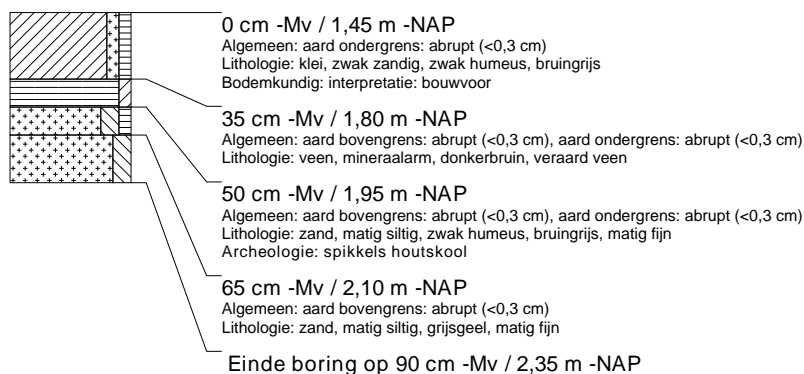 0 cm -Mv / 1,45 m -NAP
Algemeen: aard ondergrens: abrupt (<0,3 cm)
Lithologie: klei, zwak zandig, zwak humeus, bruingrijs
Bodemkundig: interpretatie: bouwvoor
35 cm -Mv / 1,80 m -NAP
Algemeen: aard bovengrens: abrupt (<0,3 cm), aard ondergrens: abrupt (<0,3 cm)
Lithologie: veen, mineraalarm, donkerbruin, veraard veen
50 cm -Mv / 1,95 m -NAP
Algemeen: aard bovengrens: abrupt (<0,3 cm), aard ondergrens: abrupt (<0,3 cm)
Lithologie: zand, matig siltig, zwak humeus, bruingrijs, matig fijn
Archeologie: spikkels houtskool
65 cm -Mv / 2,10 m -NAP
Algemeen: aard bovengrens: abrupt (<0,3 cm)
Lithologie: zand, matig siltig, grijsgeel, matig fijn
Einde boring op 90 cm -Mv / 2,35 m -NAP